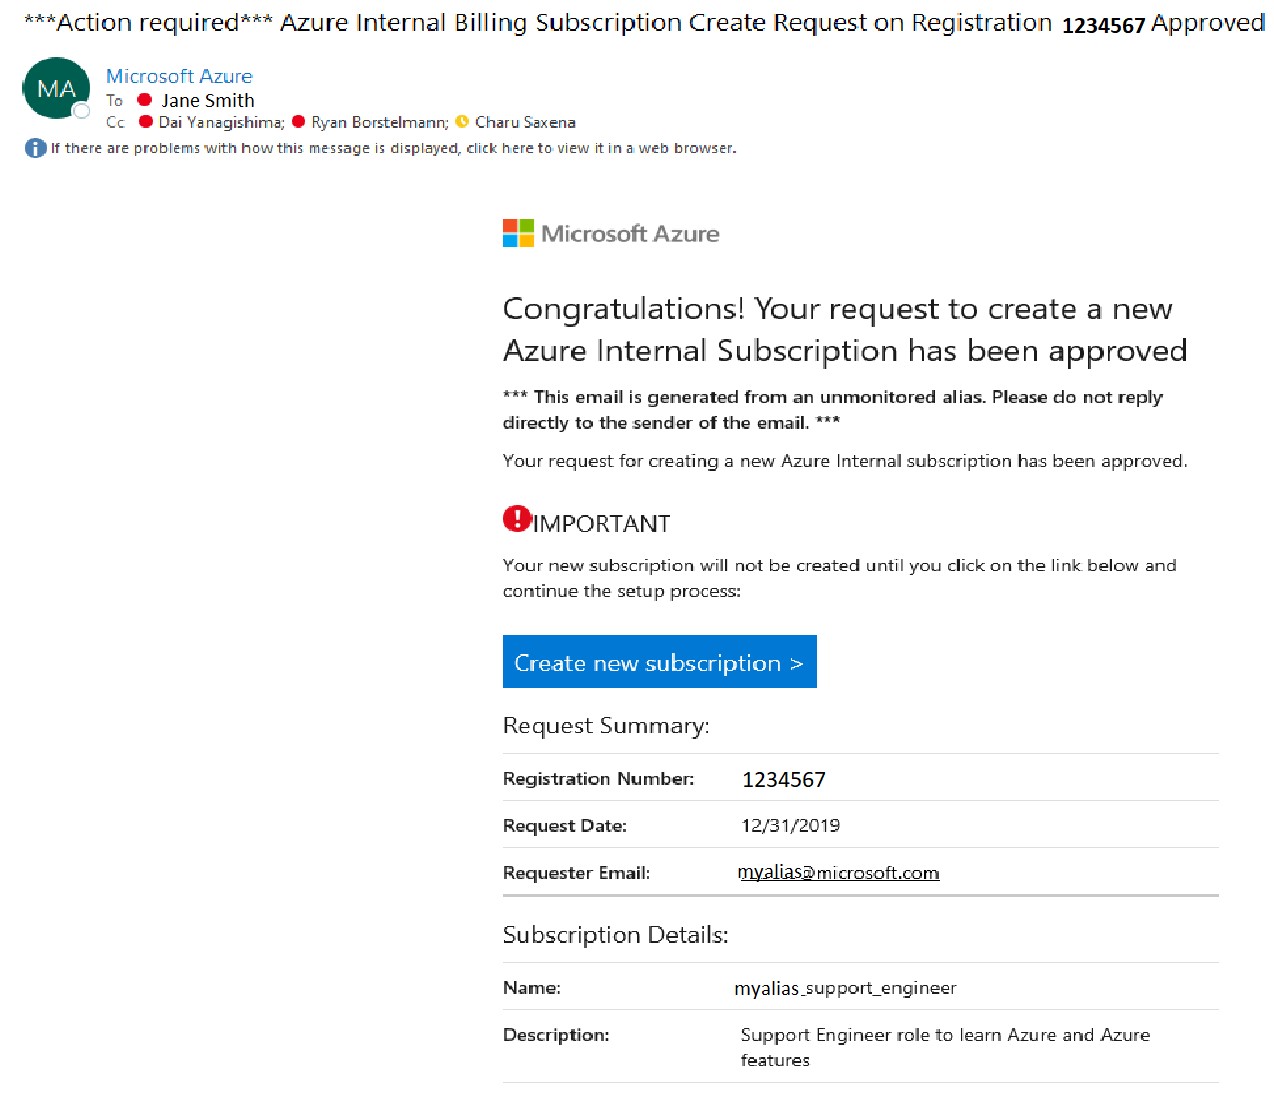 ***Action required*** Azure Internal Billing Subscription Create Request on Registration 1234567 Approved
MA
Microsoft Azure
To Jane Smith
Cc Dai Yanagishima; Ryan Borstelmann; Charu Saxena
If there are problems with how this message is displayed, click here to view it in a web browser.
Microsoft Azure
Congratulations! Your request to create a new
Azure Internal Subscription has been approved
*** This email is generated from an unmonitored alias. Please do not reply
directly to the sender of the email. ***
Your request for creating a new Azure Internal subscription has been approved.
IMPORTANT
Your new subscription will not be created until you click on the link below and
continue the setup process:
Create new subscription >
Request Summary:
Registration Number: 1234567
Request Date: 12/31/2019
Requester Email: myalias@microsoft.com
Subscription Details:
Name: myalias_support_engineer
Description: Support Engineer role to learn Azure and Azure
features